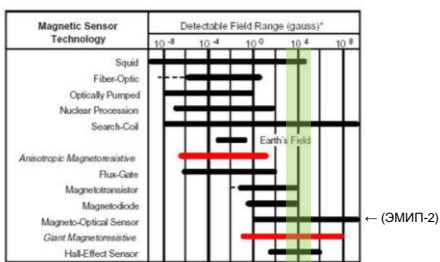 Magnetic Sensor Technology
Detectable Field Range (gauss)*
10⁻⁸ 10⁻⁴ 10⁰ 10⁴ 10⁸
Squid
Fiber-Optic
Optically Pumped
Nuclear Procession
Search-Coil
Earth's Field
Anisotropic Magnetoresistive
Flux-Gate
Magnetotransistor
Magnetodiode
Magneto-Optical Sensor ← (ЭМИП-2)
Giant Magnetoresistive
Hall-Effect Sensor